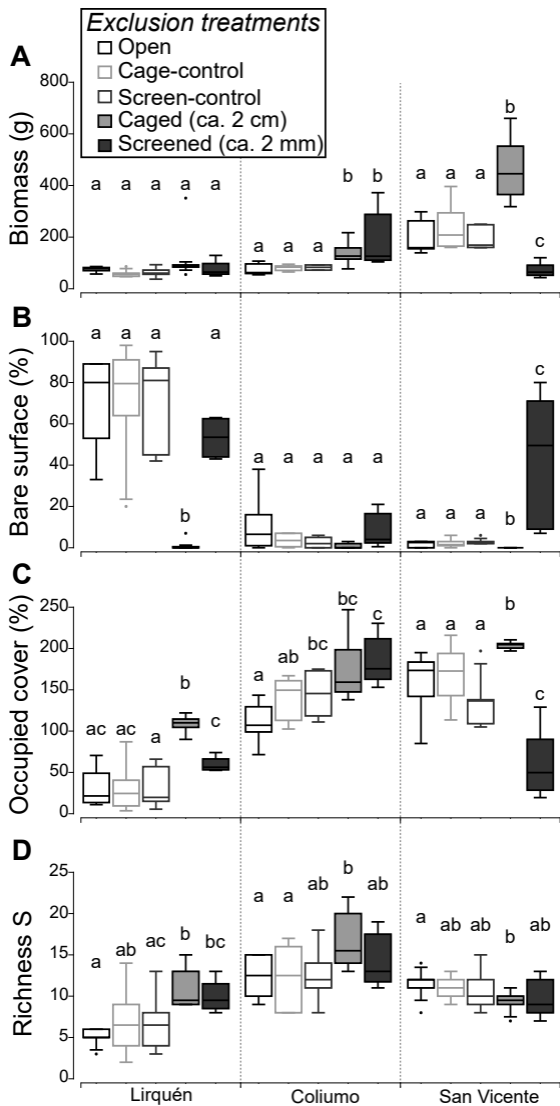 Exclusion treatments
Open
Cage-control
Screen-control
Caged (ca. 2 cm)
Screened (ca. 2 mm)
A
Biomass (g)
800
400
200
0
a a a a a
a a a b b
a a a b c
B
Bare surface (%)
100
80
60
40
20
0
a a a b a
a a a a a
a a a b c
C
Occupied cover (%)
250
200
150
100
50
0
ac ac a b c
a ab bc bc c
a a a b c
D
Richness S
25
20
15
10
5
0
a ab ac b bc
a a ab b ab
a ab ab b ab
Lirquén Coliumo San Vicente